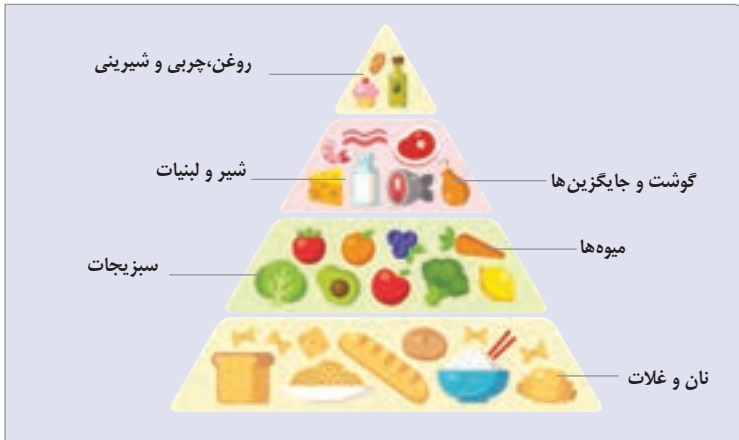 روغن،چربی و شیرینی
شیر و لبنیات
گوشت و جایگزین‌ها
میوه‌ها
سبزیجات
نان و غلات